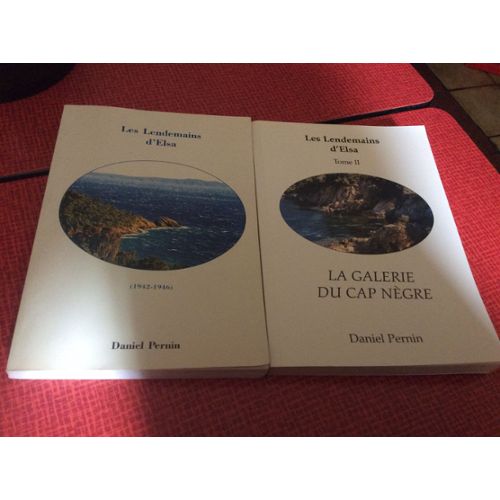 Les Lendemains
d'Elsa
(1942-1946)
Daniel Pernin
Les Lendemains
d'Elsa
Tome II
LA GALERIE
DU CAP NÈGRE
Daniel Pernin